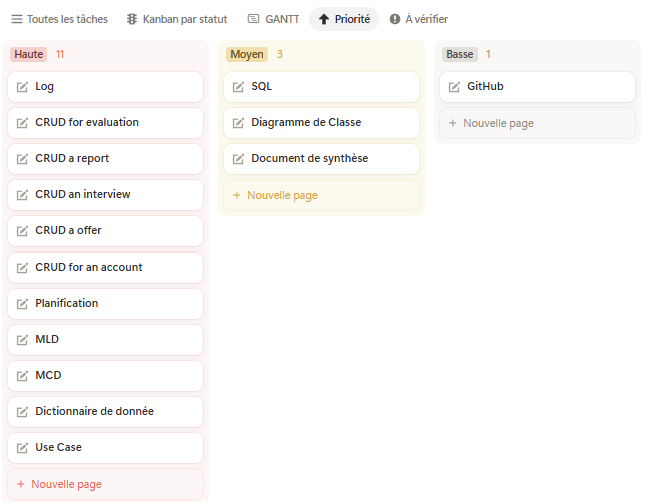 Toutes les tâches Kanban par statut GANTT Priorité À vérifier
Haute 11
Log
CRUD for evaluation
CRUD a report
CRUD an interview
CRUD a offer
CRUD for an account
Planification
MLD
MCD
Dictionnaire de donnée
Use Case
+ Nouvelle page
Moyen 3
SQL
Diagramme de Classe
Document de synthèse
+ Nouvelle page
Basse 1
GitHub
+ Nouvelle page